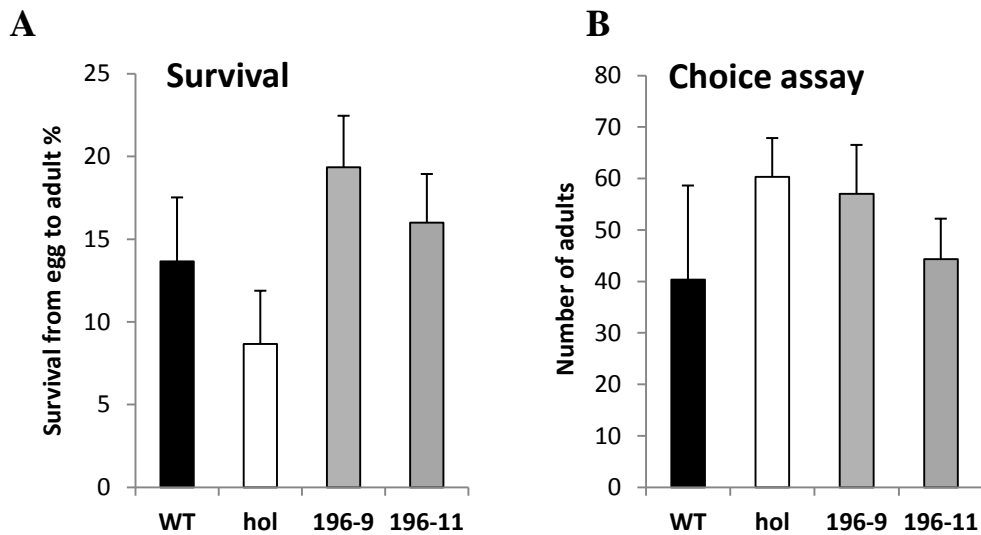 A
Survival
Survival from egg to adult %
25
20
15
10
5
0
WT hol 196-9 196-11
B
Choice assay
Number of adults
80
70
60
50
40
30
20
10
0
WT hol 196-9 196-11